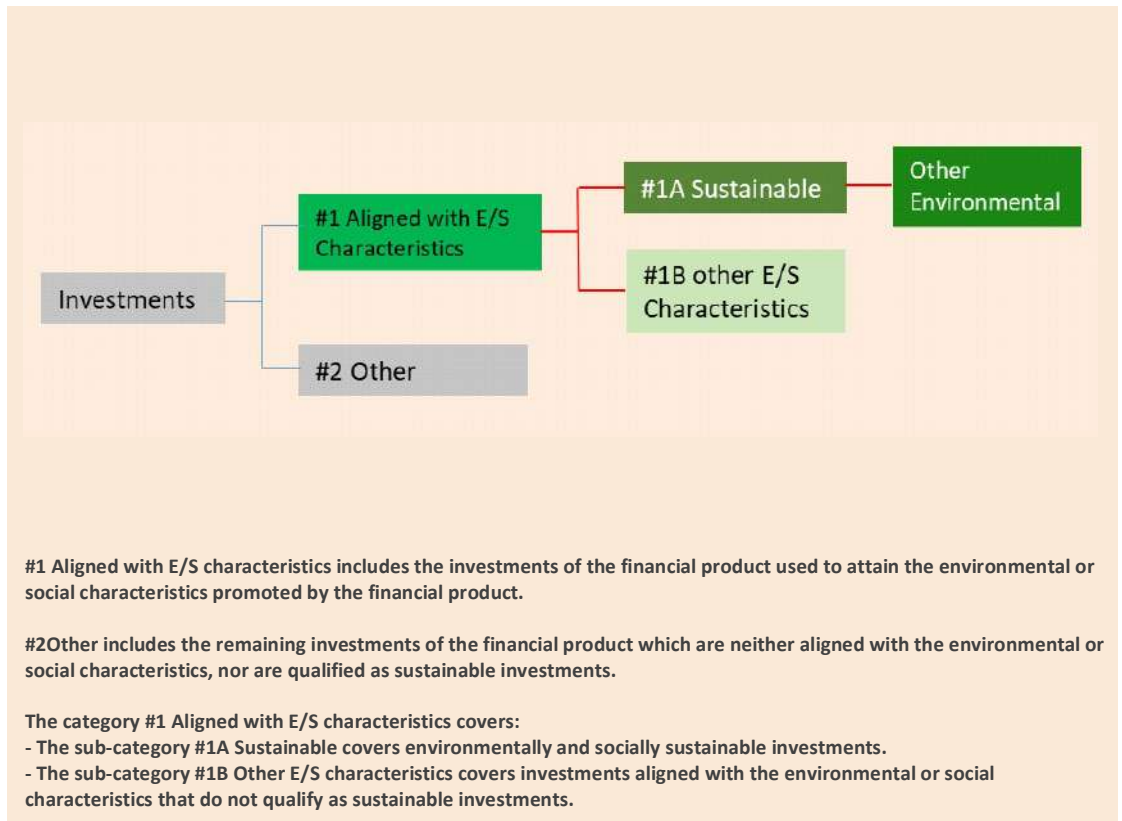 Investments
#1 Aligned with E/S
Characteristics
#2 Other
#1A Sustainable
#1B other E/S
Characteristics
Other
Environmental
#1 Aligned with E/S characteristics includes the investments of the financial product used to attain the environmental or
social characteristics promoted by the financial product.
#2Other includes the remaining investments of the financial product which are neither aligned with the environmental or
social characteristics, nor are qualified as sustainable investments.
The category #1 Aligned with E/S characteristics covers:
- The sub-category #1A Sustainable covers environmentally and socially sustainable investments.
- The sub-category #1B Other E/S characteristics covers investments aligned with the environmental or social
characteristics that do not qualify as sustainable investments.